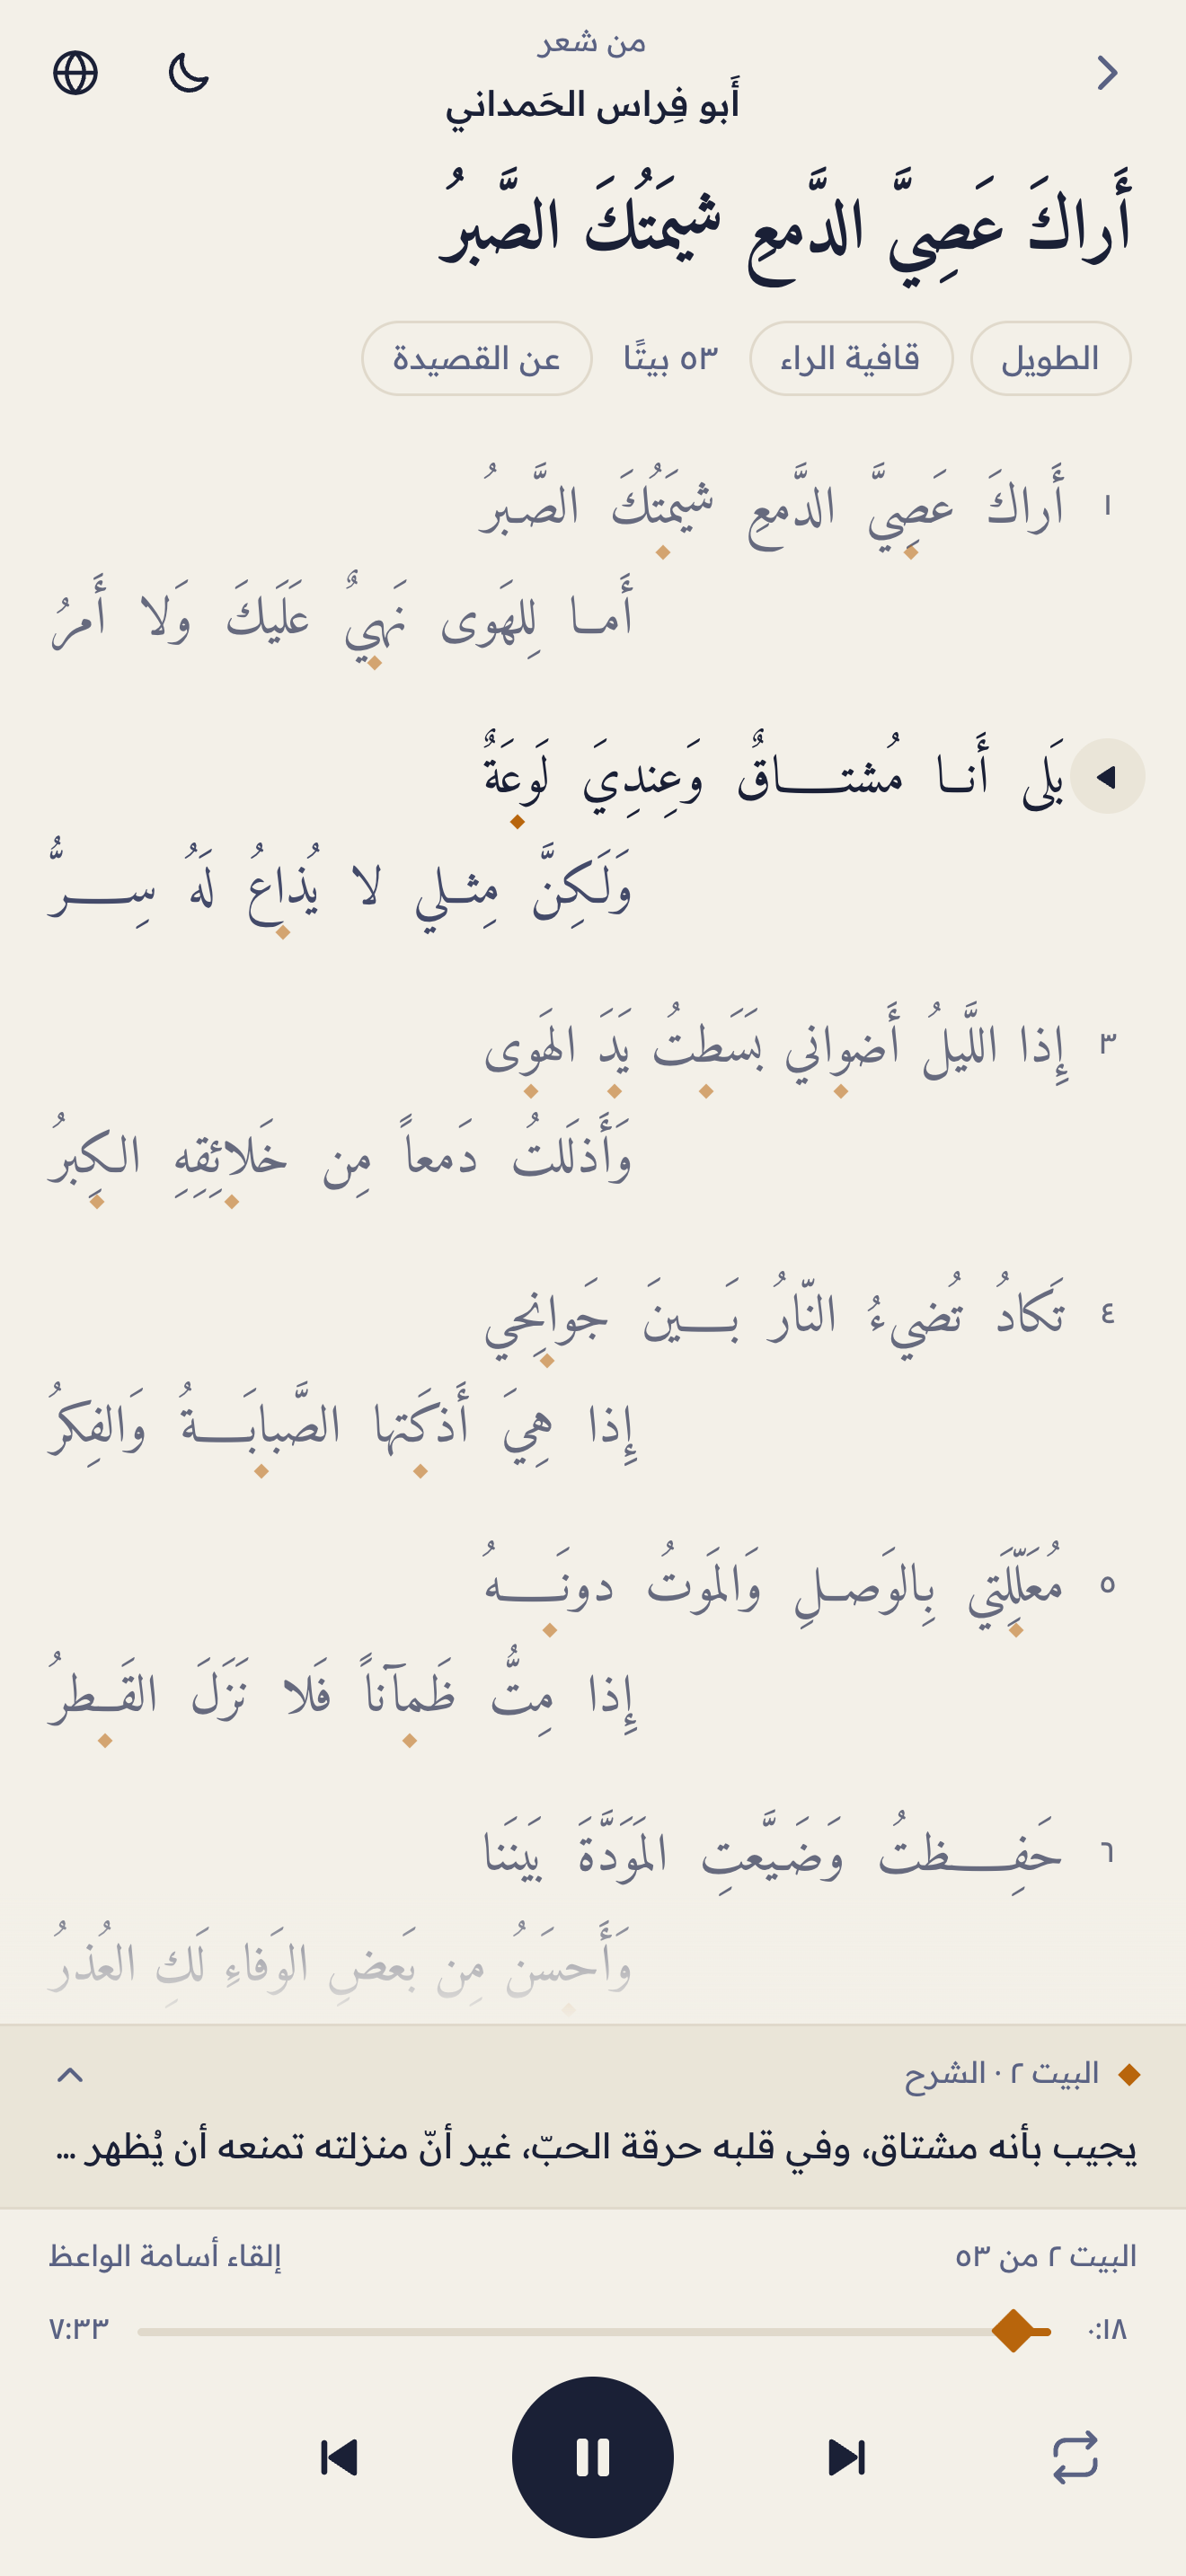 من شعر
أَبو فِراس الحَمداني
أَراكَ عَصِيَّ الدَّمعِ شيمَتُكَ الصَّبرُ
الطويل
قافية الراء
٥٣ بيتًا
عن القصيدة
١ أَراكَ عَصِيَّ الدَّمعِ شيمَتُكَ الصَّبرُ
أَما لِلهَوى نَهيٌ عَلَيكَ وَلا أَمرُ
بَلى أَنا مُشتاقٌ وَعِندِيَ لَوعَةٌ
وَلَكِنَّ مِثلي لا يُذاعُ لَهُ سِرُّ
٣ إِذا اللَّيلُ أَضواني بَسَطتُ يَدَ الهَوى
وَأَذلَلتُ دَمعاً مِن خَلائِقِهِ الكِبرُ
٤ تَكادُ تُضيءُ النّارُ بَينَ جَوانِحي
إِذا هِيَ أَذكَتها الصَّبابَةُ وَالفِكرُ
٥ مُعَلِّلَتي بِالوَصلِ وَالمَوتُ دونَهُ
إِذا مِتُّ ظَمآناً فَلا نَزَلَ القَطرُ
٦ حَفِظتُ وَضَيَّعتِ المَوَدَّةَ بَينَنا
وَأَحسَنُ مِن بَعضِ الوَفاءِ لَكِ العُذرُ
البيت ٢ · الشرح
يجيب بأنه مشتاق، وفي قلبه حرقة الحبّ، غير أنّ منزلته تمنعه أن يُظهر ...
البيت ٢ من ٥٣
إلقاء أسامة الواعظ
٠:١٨
٧:٣٣